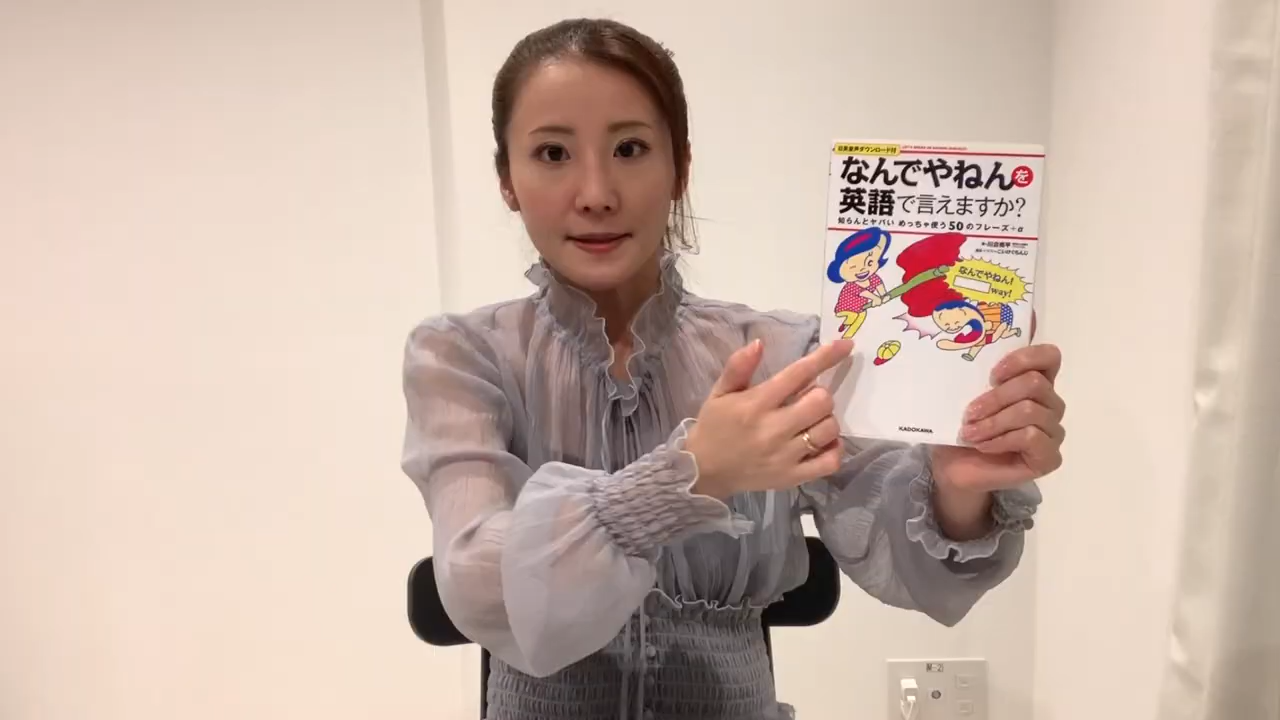 日英音声ダウンロード付
なんでやねんを
英語で言えますか?
知らんとヤバい めっちゃ使う50のフレーズ+α
なんでやねん!
way!
KADOKAWA